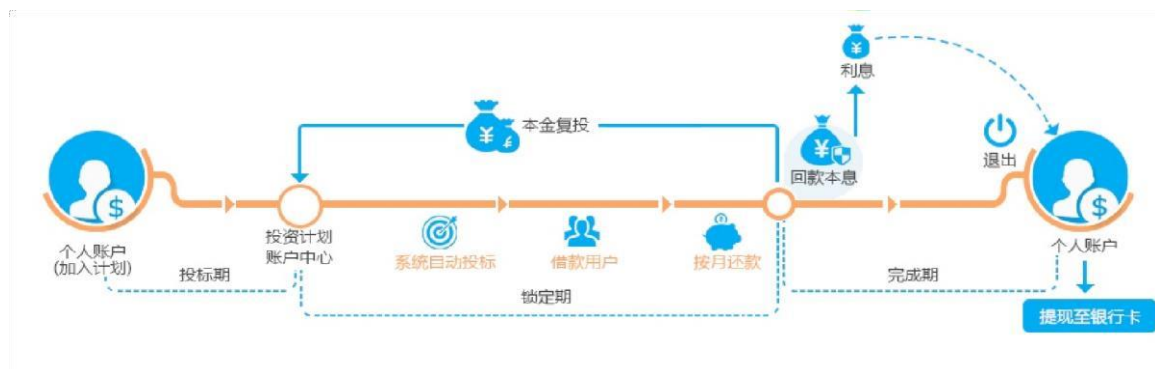 利息
本金复投
退出
回款本息
个人账户
(加入计划)
投资计划
账户中心
系统自动投标
借款用户
按月还款
个人账户
投标期
锁定期
完成期
提现至银行卡